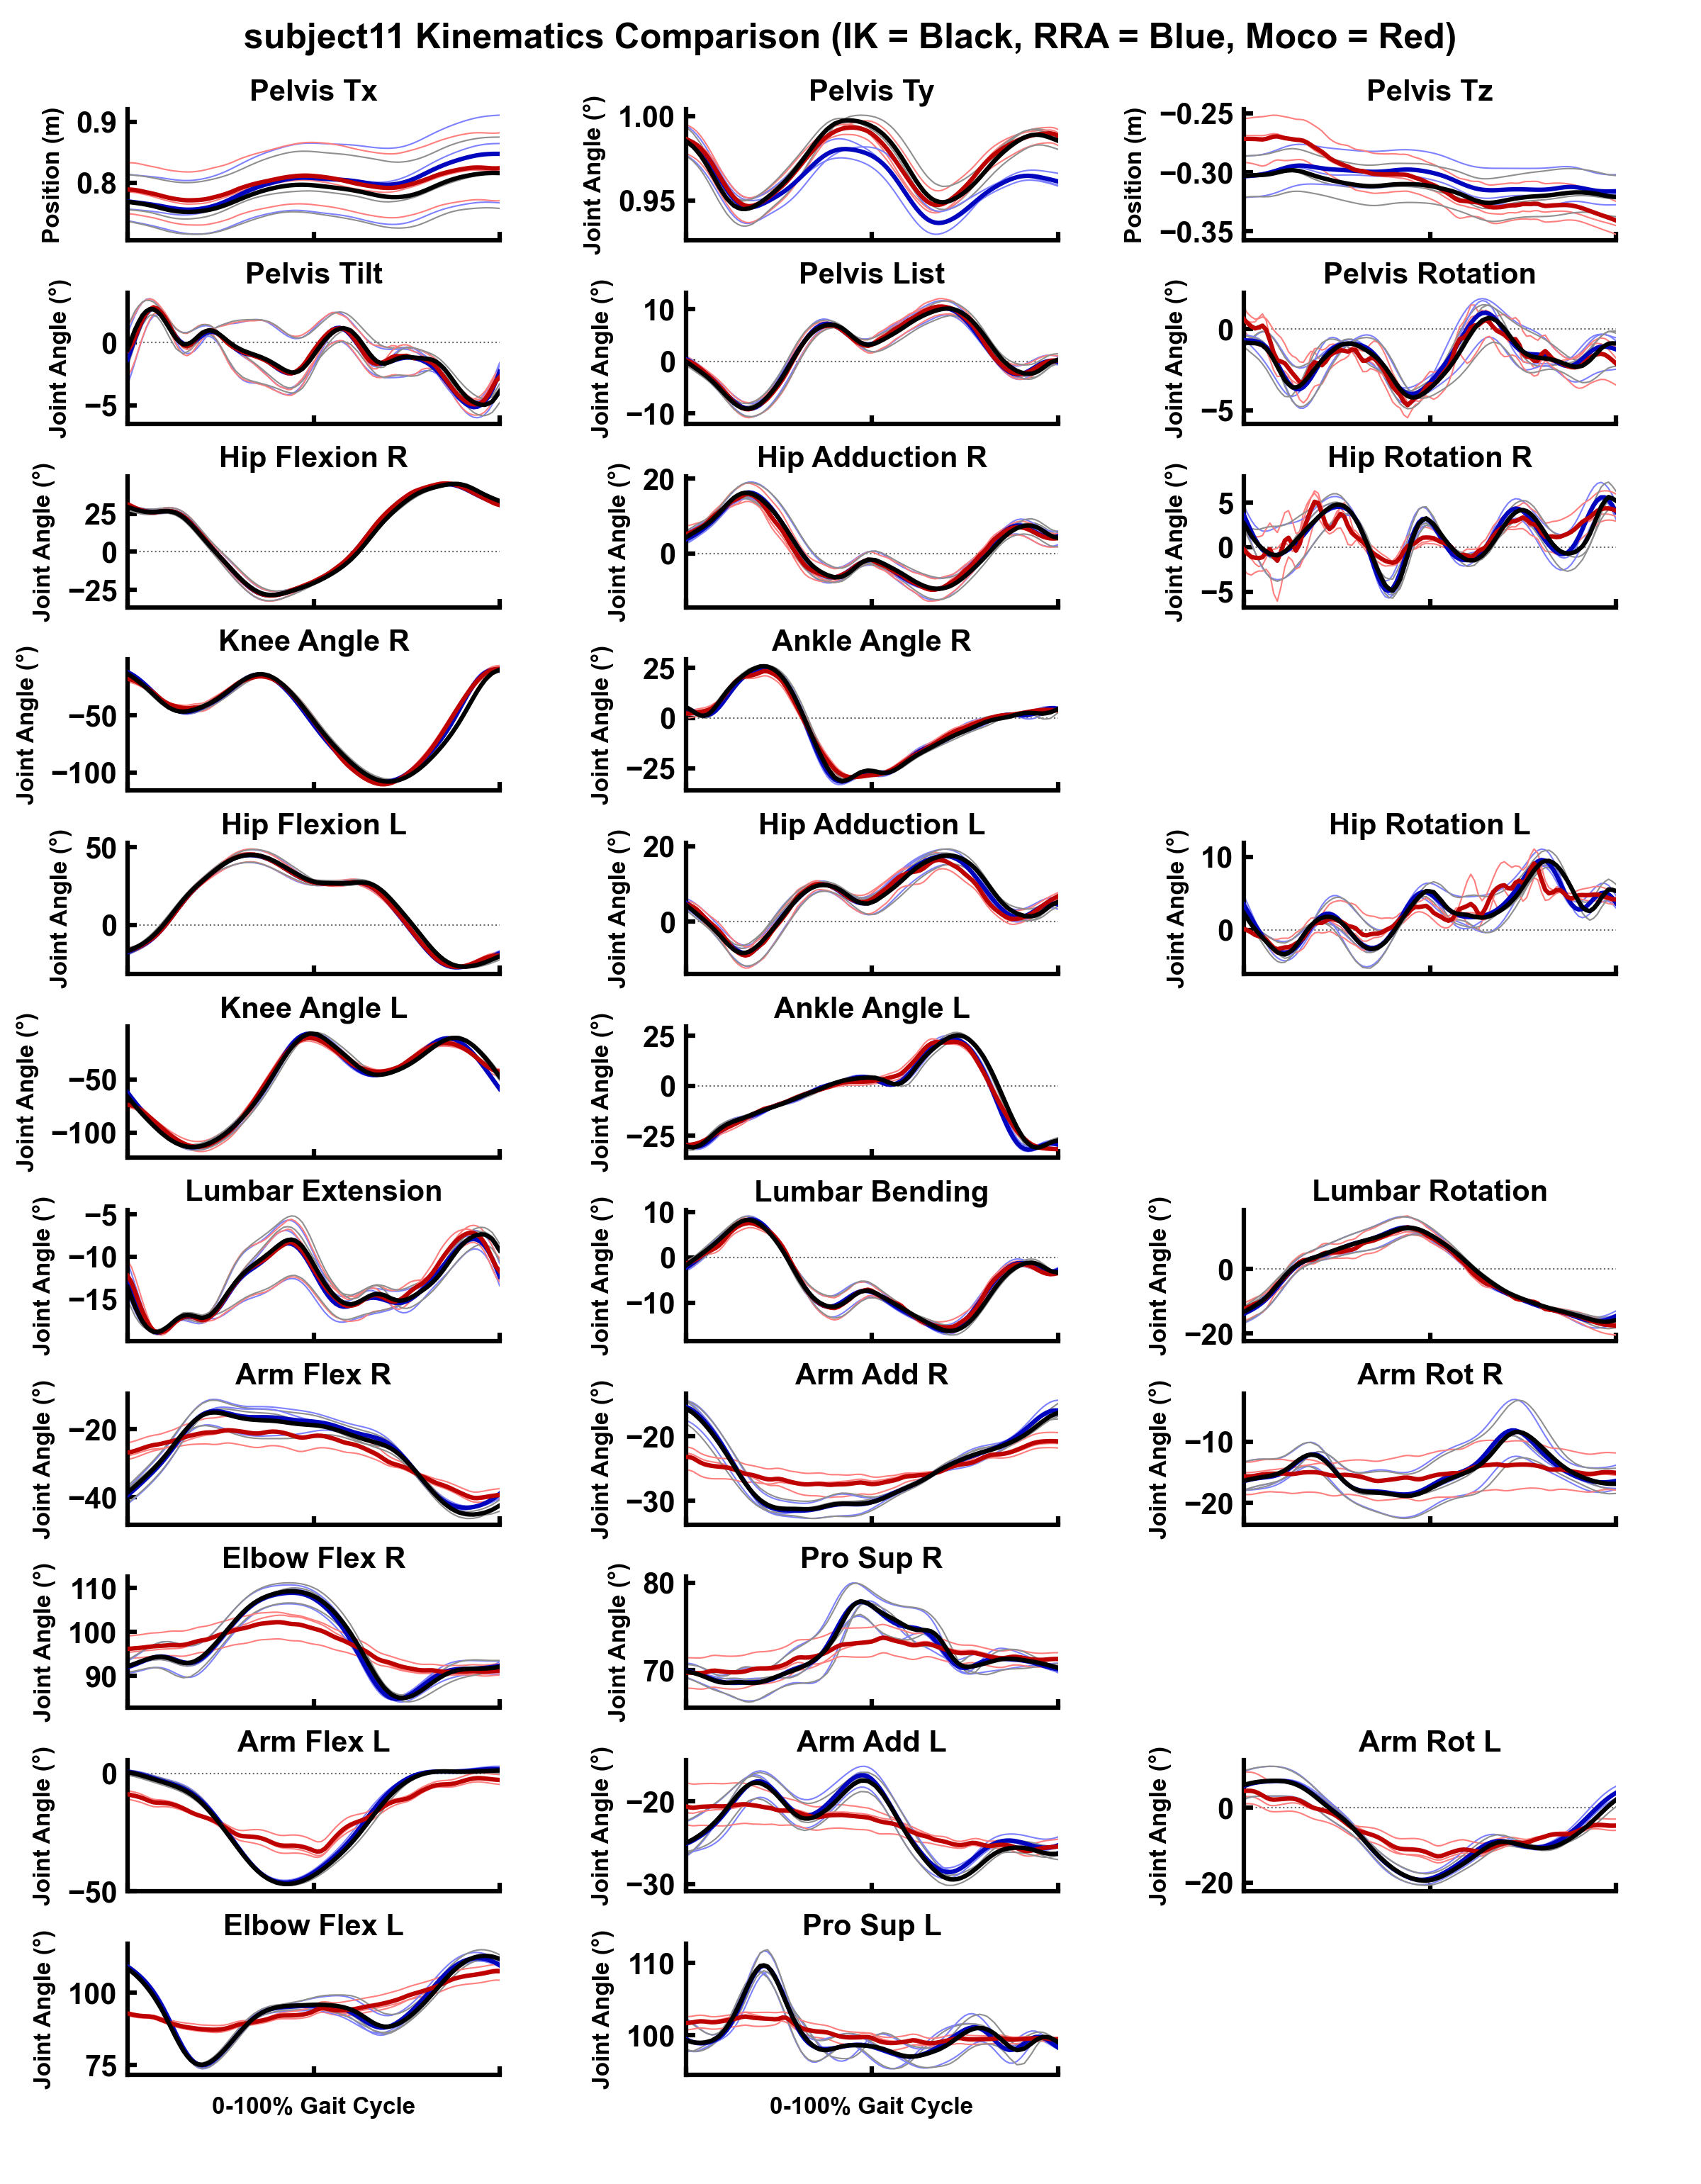 subject11 Kinematics Comparison (IK = Black, RRA = Blue, Moco = Red)
Pelvis Tx
Position (m)
0.9
0.8
Pelvis Ty
Joint Angle (°)
1.00
0.95
Pelvis Tz
Position (m)
−0.25
−0.30
−0.35
Pelvis Tilt
Joint Angle (°)
0
−5
Pelvis List
Joint Angle (°)
10
0
−10
Pelvis Rotation
Joint Angle (°)
0
−5
Hip Flexion R
Joint Angle (°)
25
0
−25
Hip Adduction R
Joint Angle (°)
20
0
Hip Rotation R
Joint Angle (°)
5
0
−5
Knee Angle R
Joint Angle (°)
−50
−100
Ankle Angle R
Joint Angle (°)
25
0
−25
Hip Flexion L
Joint Angle (°)
50
0
Hip Adduction L
Joint Angle (°)
20
0
Hip Rotation L
Joint Angle (°)
10
0
Knee Angle L
Joint Angle (°)
−50
−100
Ankle Angle L
Joint Angle (°)
25
0
−25
Lumbar Extension
Joint Angle (°)
−5
−10
−15
Lumbar Bending
Joint Angle (°)
10
0
−10
Lumbar Rotation
Joint Angle (°)
0
−20
Arm Flex R
Joint Angle (°)
−20
−40
Arm Add R
Joint Angle (°)
−20
−30
Arm Rot R
Joint Angle (°)
−10
−20
Elbow Flex R
Joint Angle (°)
110
100
90
Pro Sup R
Joint Angle (°)
80
70
Arm Flex L
Joint Angle (°)
0
−50
Arm Add L
Joint Angle (°)
−20
−30
Arm Rot L
Joint Angle (°)
0
−20
Elbow Flex L
Joint Angle (°)
100
75
0-100% Gait Cycle
Pro Sup L
Joint Angle (°)
110
100
0-100% Gait Cycle